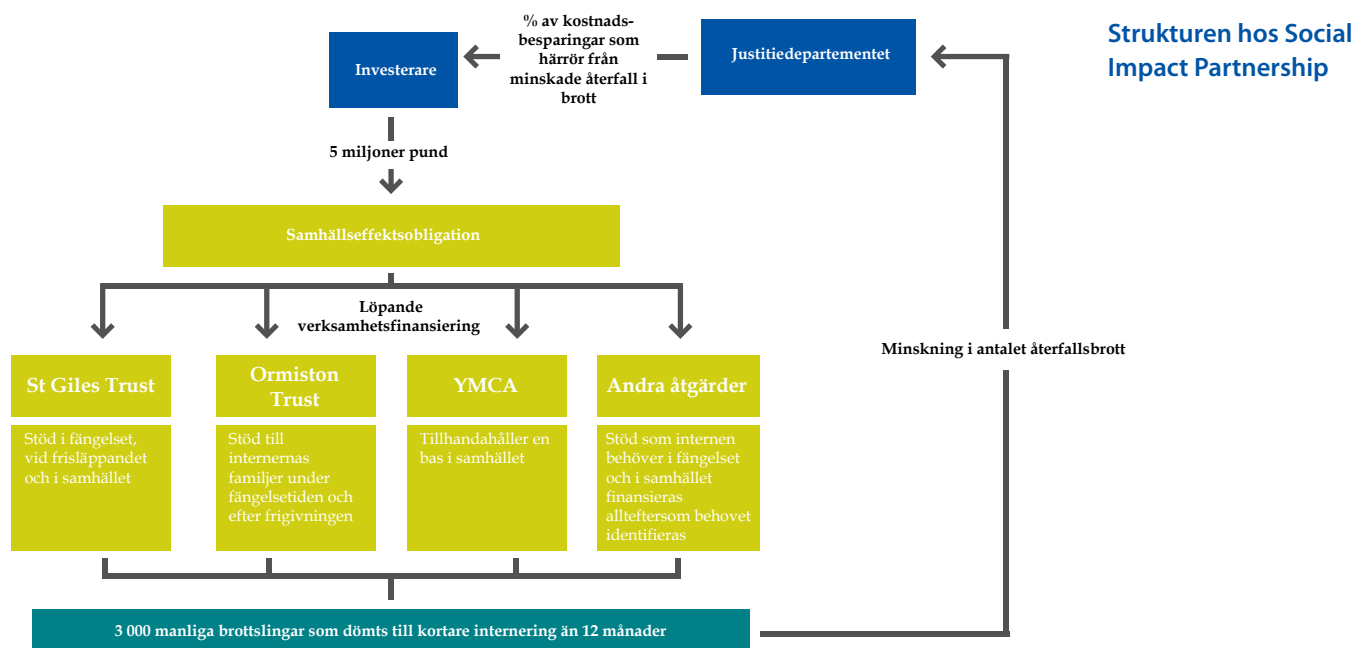 Strukturen hos Social
Impact Partnership
% av kostnads-
besparingar som
härrör från
minskade återfall i
brott
Investerare
Justitiedepartementet
5 miljoner pund
Samhällseffektsobligation
Löpande
verksamhetsfinansiering
Minskning i antalet återfallsbrott
St Giles Trust
Stöd i fängelset,
vid frisläppandet
och i samhället
Ormiston
Trust
Stöd till
internernas
familjer under
fängelsetiden och
efter frigivningen
YMCA
Tillhandahåller en
bas i samhället
Andra åtgärder
Stöd som internen
behöver i fängelset
och i samhället
finansieras
allteftersom behovet
identifieras
3 000 manliga brottslingar som dömts till kortare internering än 12 månader